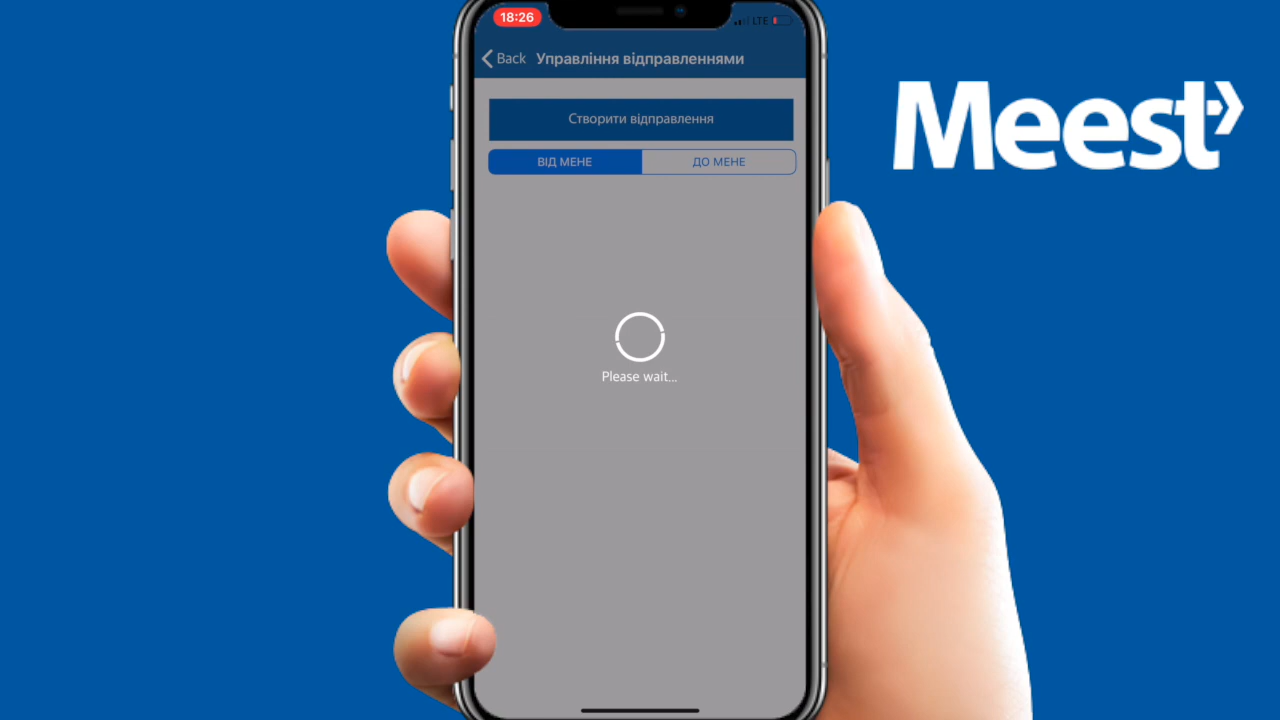 18:26
LTE
Back Управління відправленнями
Створити відправлення
ВІД МЕНЕ ДО МЕНЕ
Please wait...
Meest